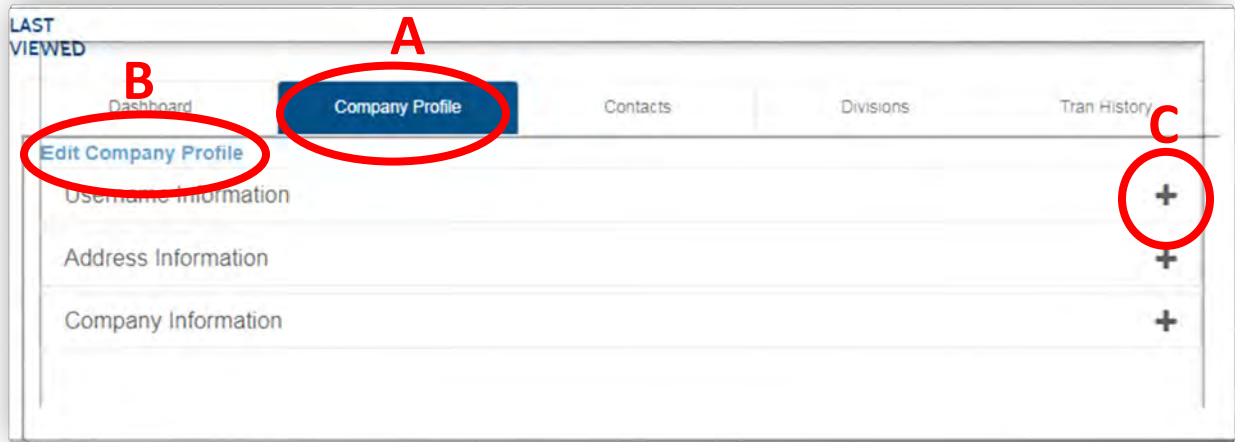 LAST
VIEWED
A
B
Dashboard Company Profile Contacts Divisions Tran History
C
Edit Company Profile
Username Information +
Address Information +
Company Information +